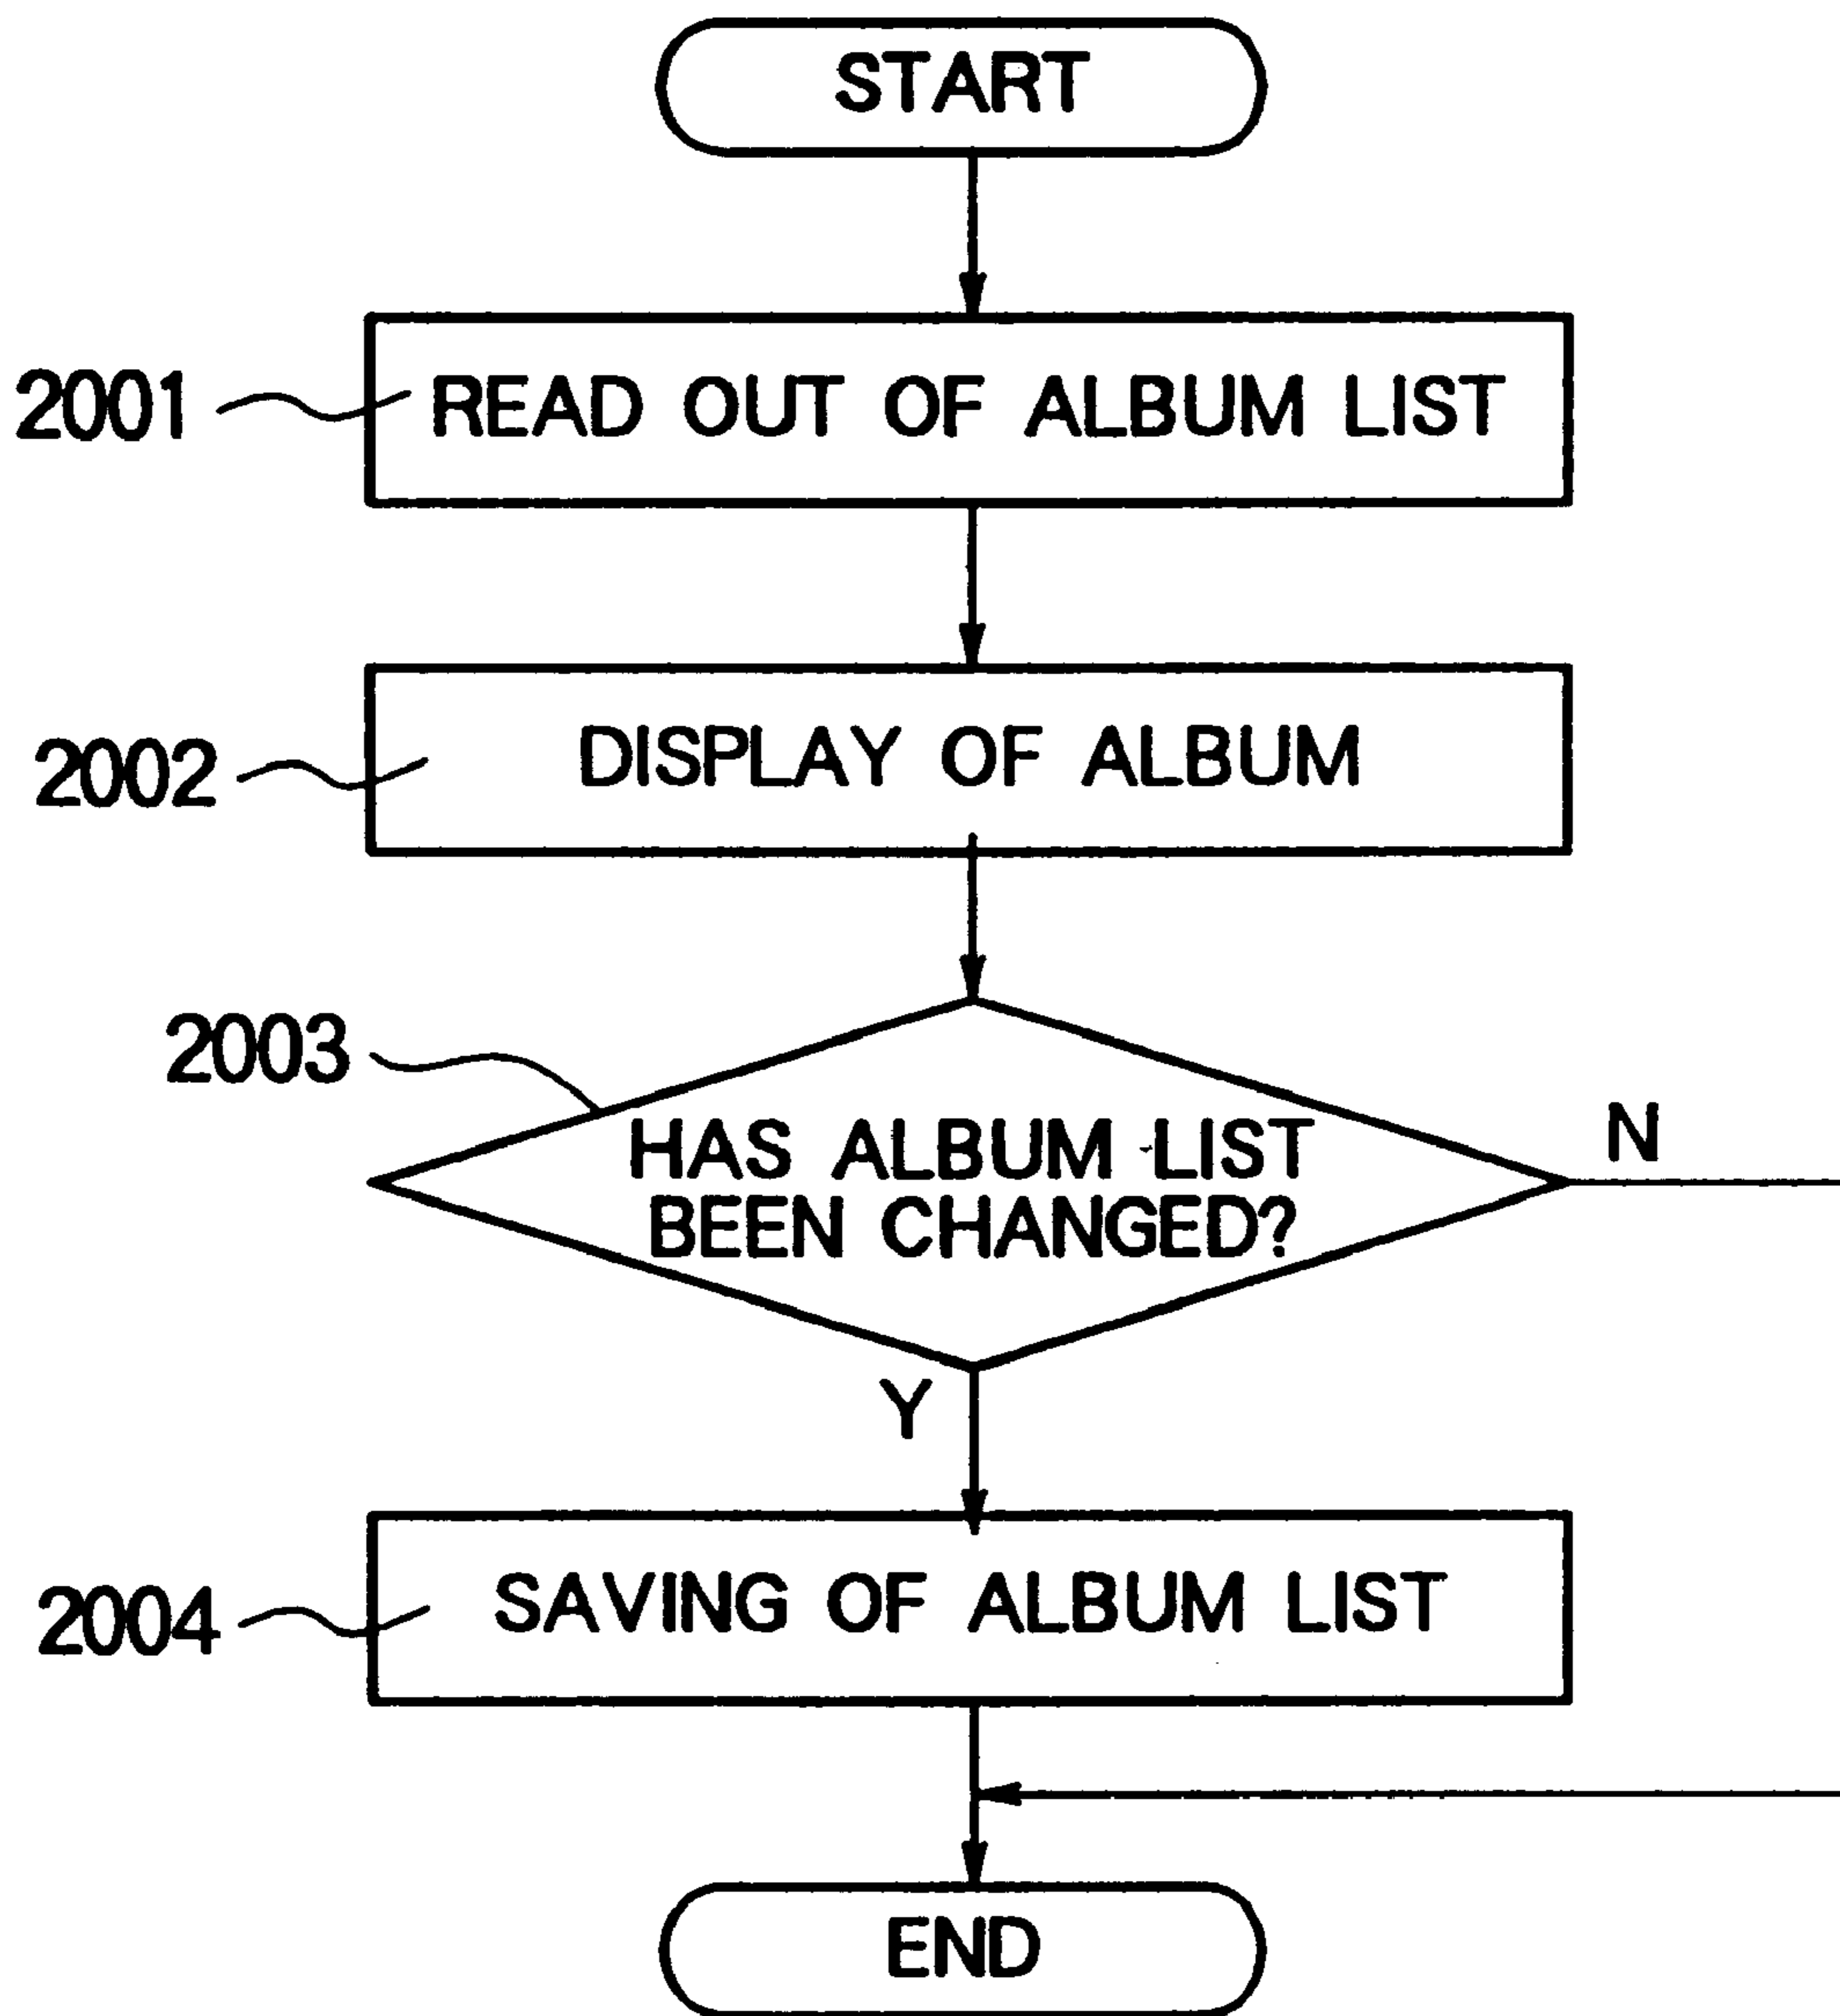 START
2001
READ OUT OF ALBUM LIST
2002
DISPLAY OF ALBUM
2003
HAS ALBUM LIST
BEEN CHANGED?
N
Y
2004
SAVING OF ALBUM LIST
END